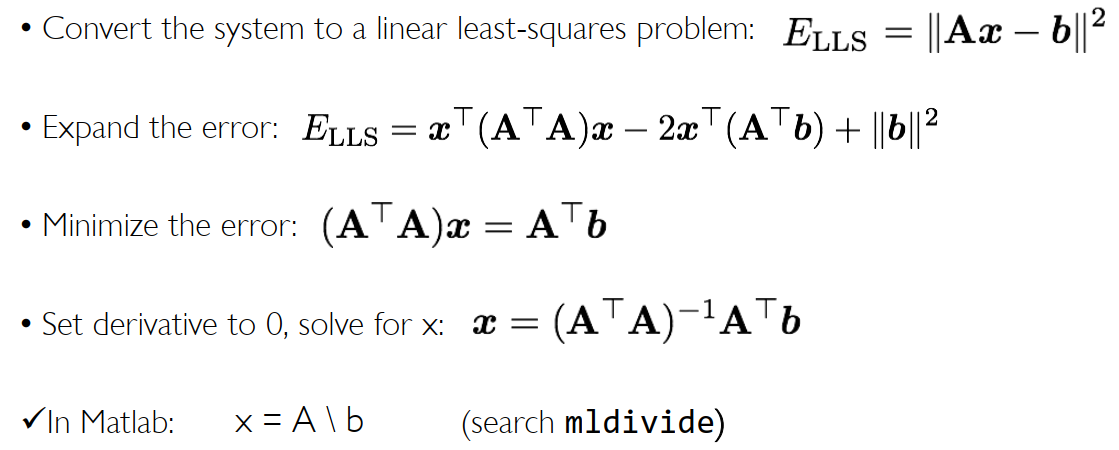 • Convert the system to a linear least-squares problem: E_LLS = ‖Ax − b‖²
• Expand the error: E_LLS = x^⊤(A^⊤A)x − 2x^⊤(A^⊤b) + ‖b‖²
• Minimize the error: (A^⊤A)x = A^⊤b
• Set derivative to 0, solve for x: x = (A^⊤A)⁻¹A^⊤b
✓In Matlab: x = A \ b (search mldivide)